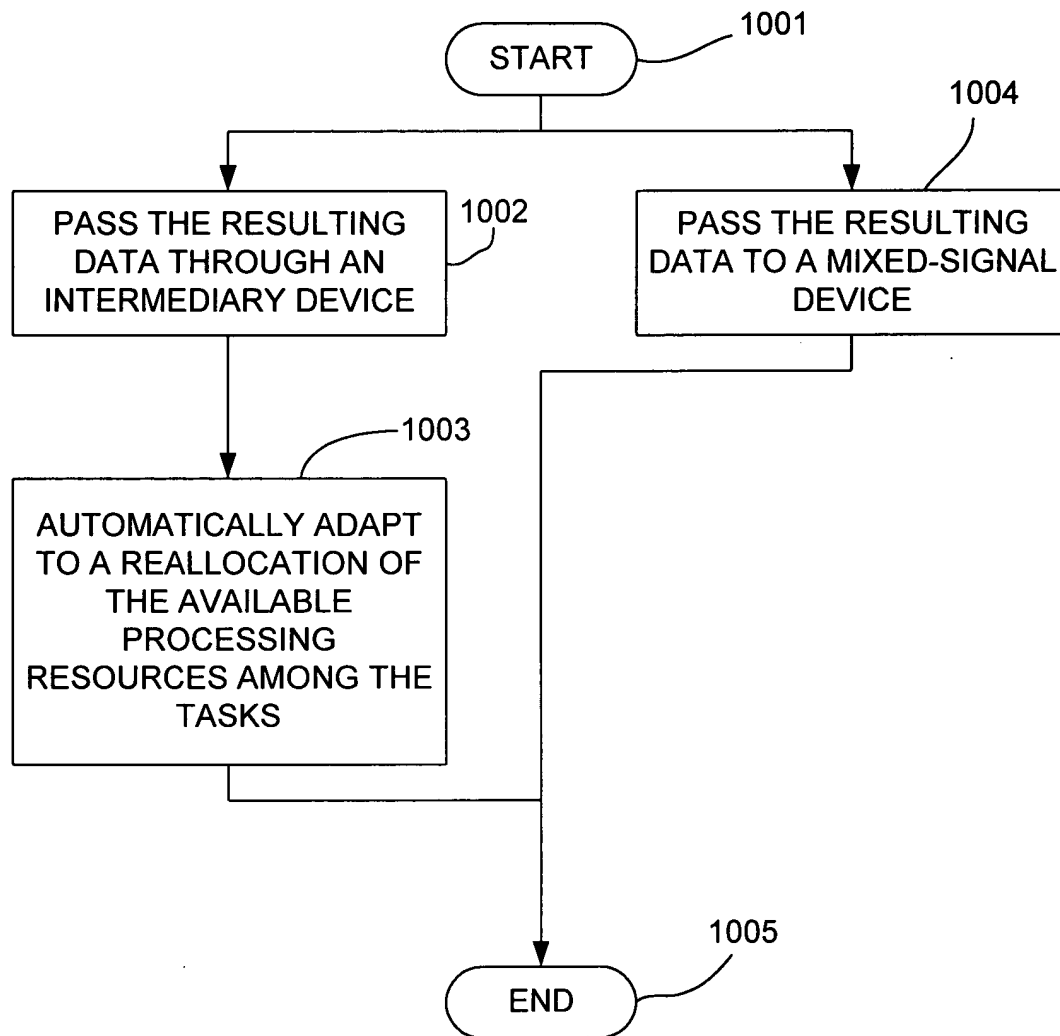 1001
START
1004
PASS THE RESULTING
DATA THROUGH AN
INTERMEDIARY DEVICE
1002
PASS THE RESULTING
DATA TO A MIXED-SIGNAL
DEVICE
1003
AUTOMATICALLY ADAPT
TO A REALLOCATION OF
THE AVAILABLE
PROCESSING
RESOURCES AMONG THE
TASKS
1005
END